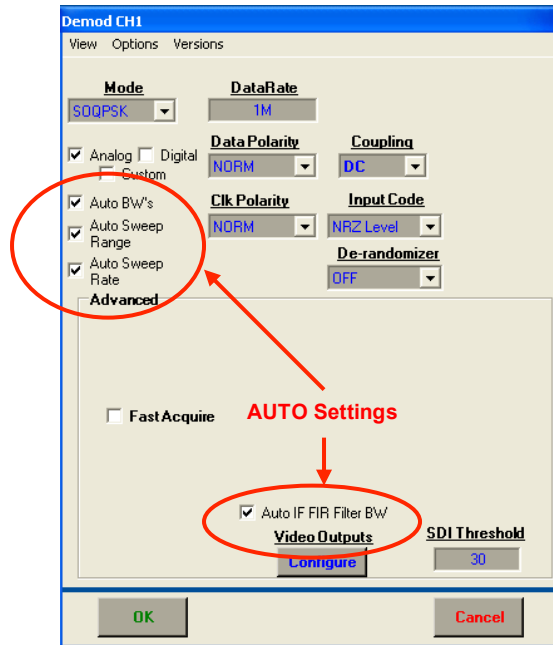 Demod CH1
View Options Versions
Mode DataRate
SOQPSK 1M
Analog Digital
Custom
Data Polarity Coupling
NORM DC
Auto BW's
Clk Polarity Input Code
NORM NRZ Level
Auto Sweep
Range
De-randomizer
OFF
Auto Sweep
Rate
Advanced
Fast Acquire
AUTO Settings
Auto IF FIR Filter BW
Video Outputs SDI Threshold
Configure 30
OK Cancel